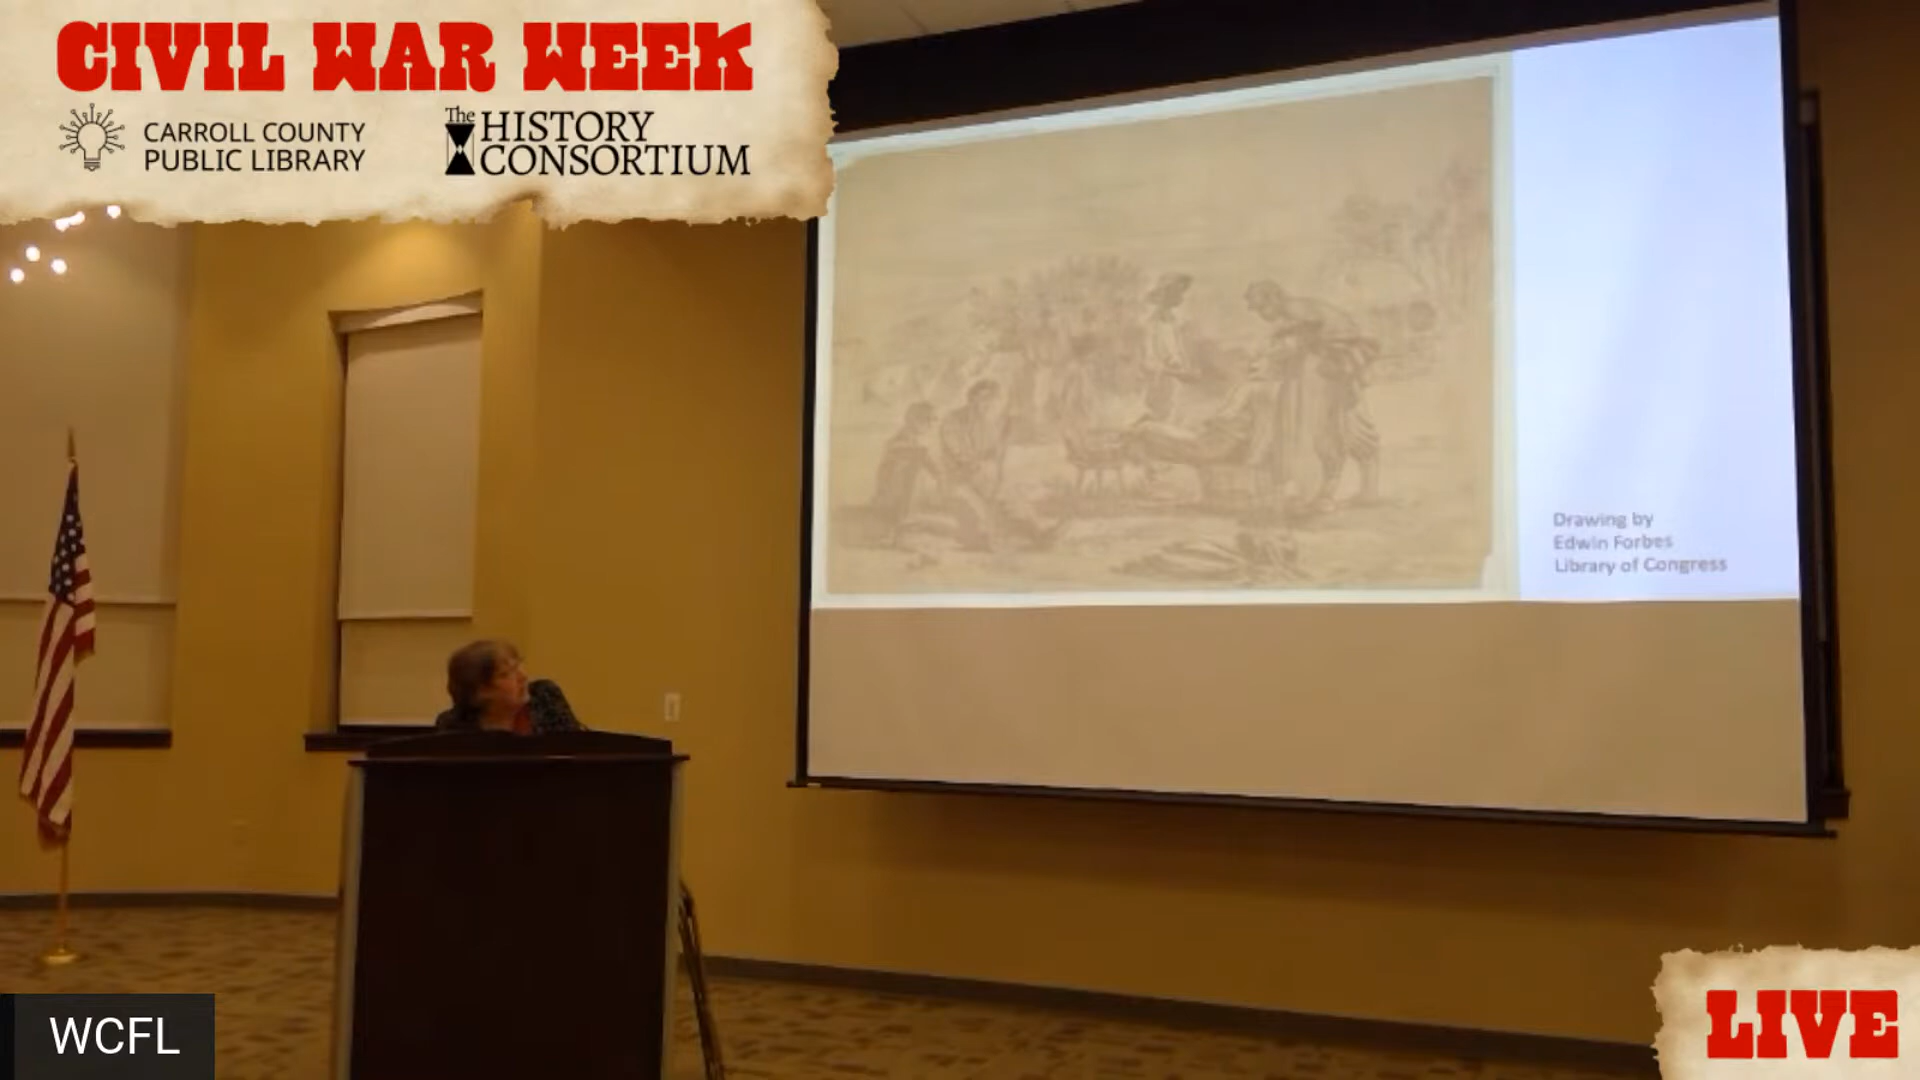 CIVIL WAR WEEK
CARROLL COUNTY
PUBLIC LIBRARY
The
HISTORY
CONSORTIUM
Drawing by
Edwin Forbes
Library of Congress
WCFL
LIVE